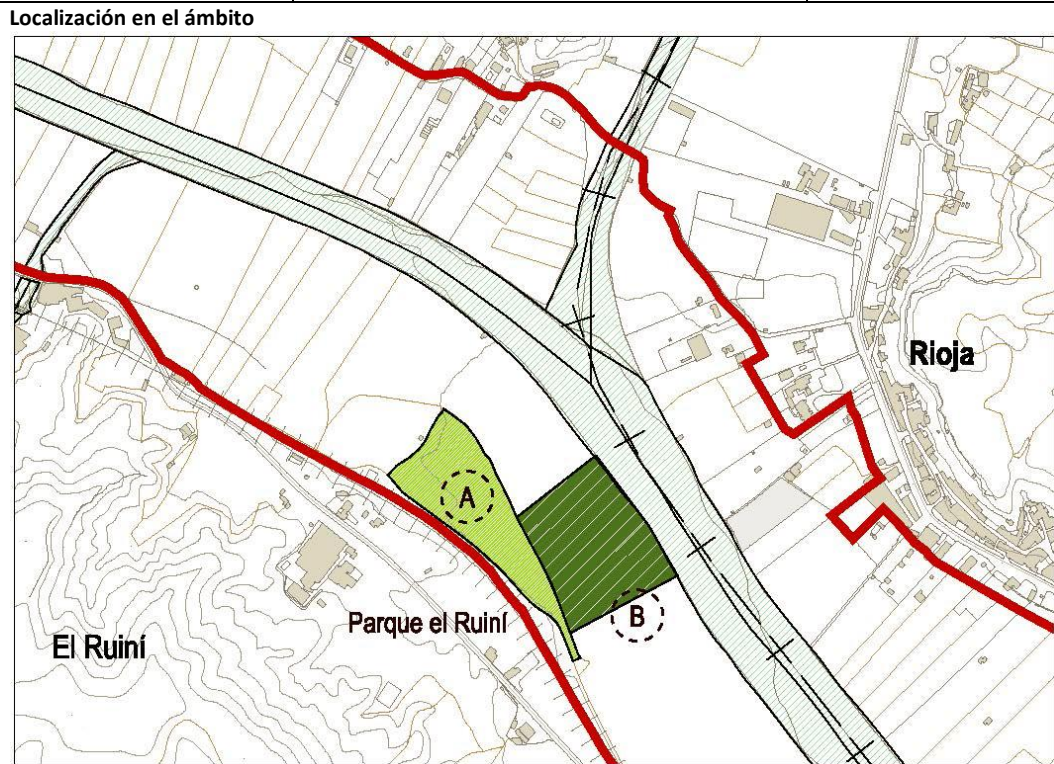 Localización en el ámbito
Rioja
A
B
Parque el Ruiní
El Ruiní